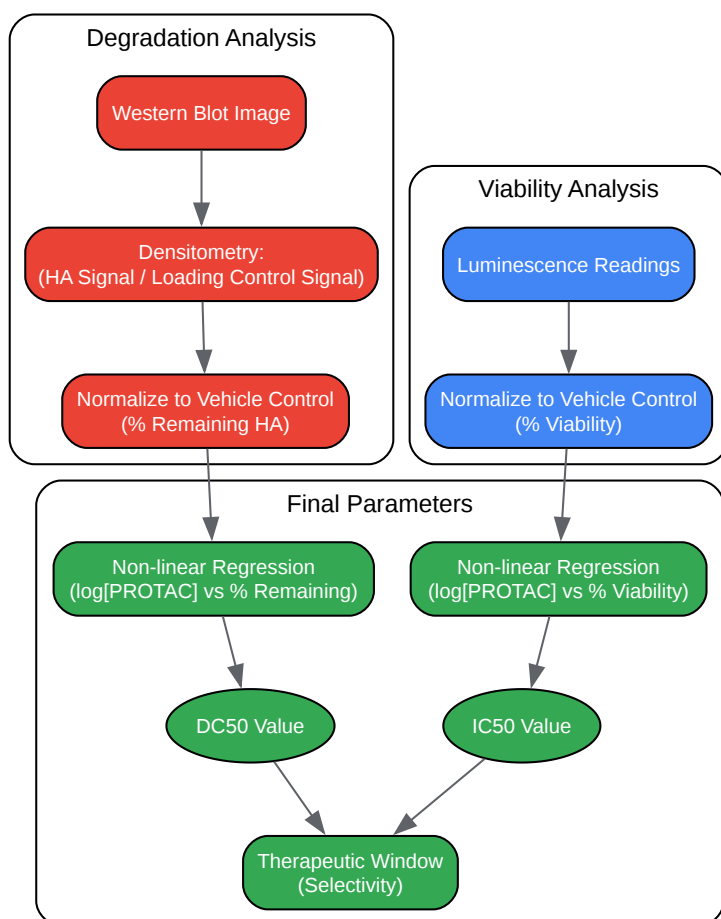 Degradation Analysis
Western Blot Image
Densitometry:
(HA Signal / Loading Control Signal)
Normalize to Vehicle Control
(% Remaining HA)
Viability Analysis
Luminescence Readings
Normalize to Vehicle Control
(% Viability)
Final Parameters
Non-linear Regression
(log[PROTAC] vs % Remaining)
Non-linear Regression
(log[PROTAC] vs % Viability)
DC50 Value
IC50 Value
Therapeutic Window
(Selectivity)